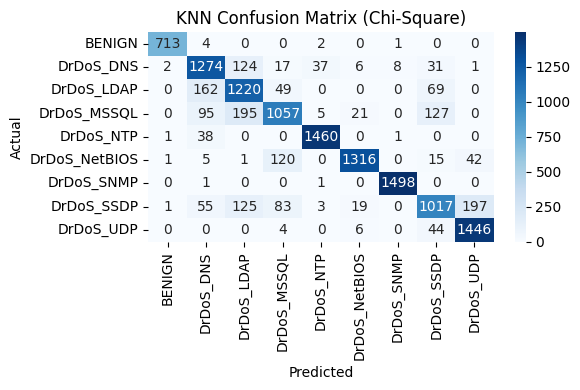 KNN Confusion Matrix (Chi-Square)
Actual
BENIGN 713 4 0 0 2 0 1 0 0
DrDoS_DNS 2 1274 124 17 37 6 8 31 1
DrDoS_LDAP 0 162 1220 49 0 0 0 69 0
DrDoS_MSSQL 0 95 195 1057 5 21 0 127 0
DrDoS_NTP 1 38 0 0 1460 0 1 0 0
DrDoS_NetBIOS 1 5 1 120 0 1316 0 15 42
DrDoS_SNMP 0 1 0 0 1 0 1498 0 0
DrDoS_SSDP 1 55 125 83 3 19 0 1017 197
DrDoS_UDP 0 0 0 4 0 6 0 44 1446
BENIGN
DrDoS_DNS
DrDoS_LDAP
DrDoS_MSSQL
DrDoS_NTP
DrDoS_NetBIOS
DrDoS_SNMP
DrDoS_SSDP
DrDoS_UDP
Predicted
1250
1000
750
500
250
0